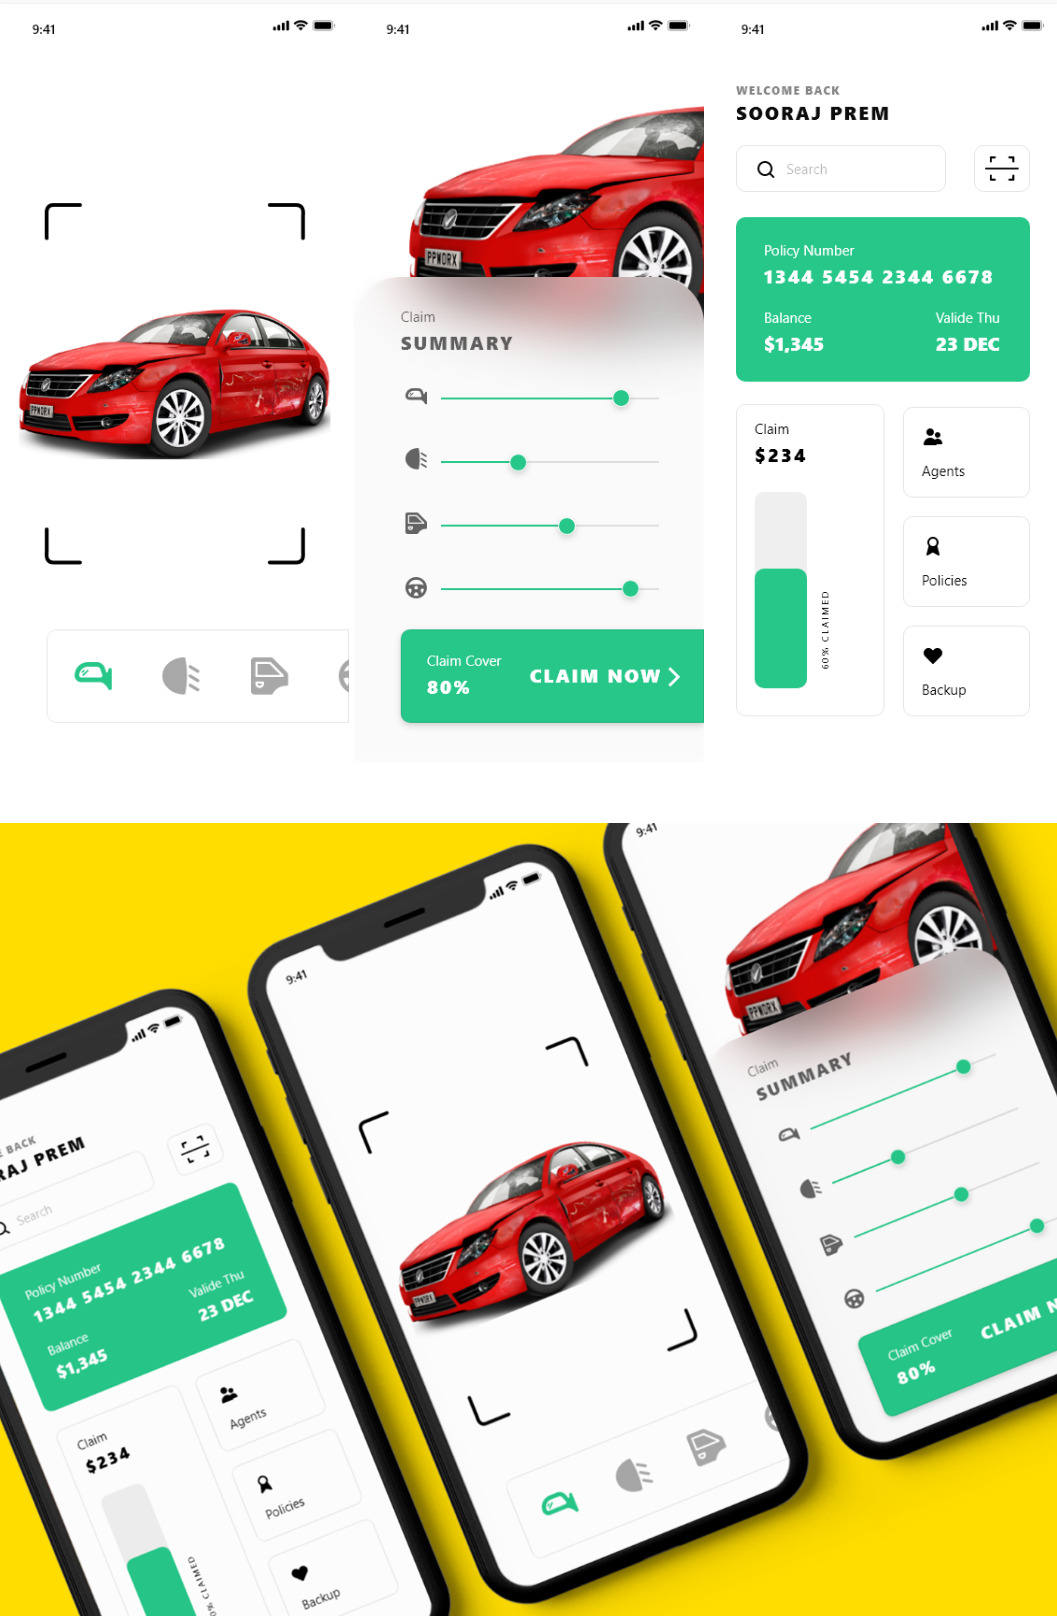 9:41
9:41
PPWORX
Claim
SUMMARY
Claim Cover
80%
CLAIM NOW
9:41
WELCOME BACK
SOORAJ PREM
Search
Policy Number
1344 5454 2344 6678
Balance
Valide Thu
$1,345
23 DEC
Claim
$234
60% CLAIMED
Agents
Policies
Backup
PPWORX
BACK
RAJ PREM
Search
Policy Number
1344 5454 2344 6678
Balance
Valide Thu
$1,345
23 DEC
Claim
$234
60% CLAIMED
Agents
Policies
Backup
9:41
PPWORX
9:41
PPWORX
Claim
SUMMARY
Claim Cover
80%
CLAIM N